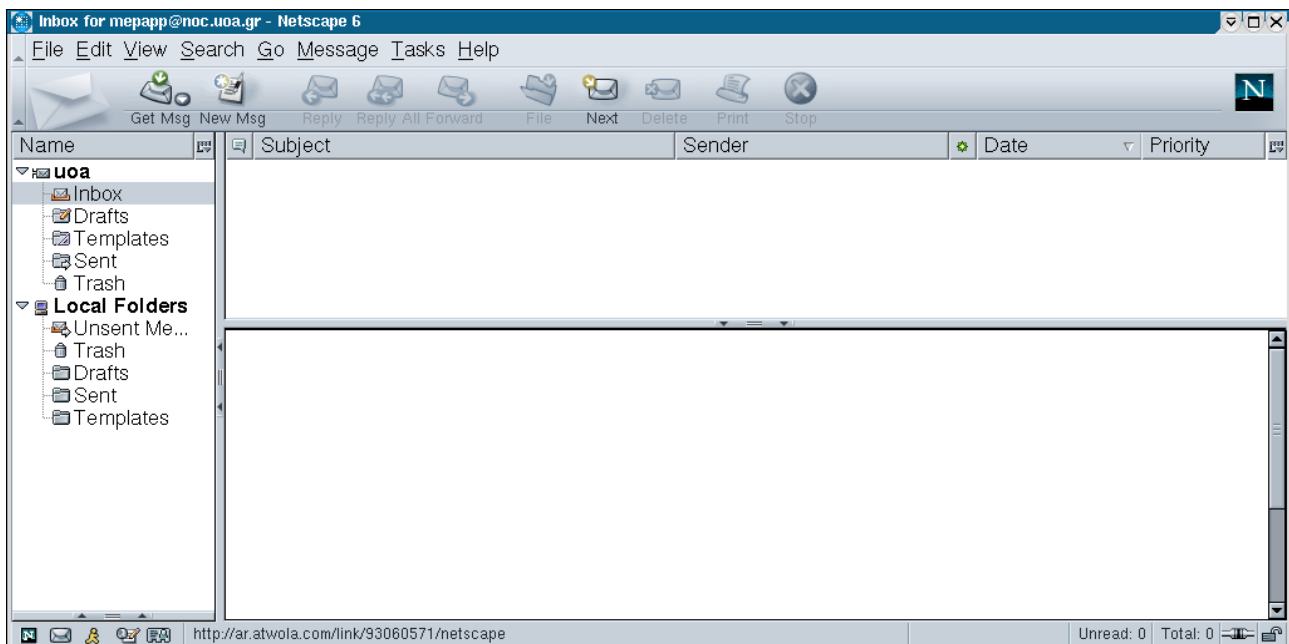 Inbox for mepapp@noc.uoa.gr - Netscape 6
File Edit View Search Go Message Tasks Help
Get Msg New Msg Reply Reply All Forward File Next Delete Print Stop
N
Name Subject Sender Date Priority
uoa
Inbox
Drafts
Templates
Sent
Trash
Local Folders
Unsent Me...
Trash
Drafts
Sent
Templates
N http://ar.atwola.com/link/93060571/netscape Unread: 0 Total: 0